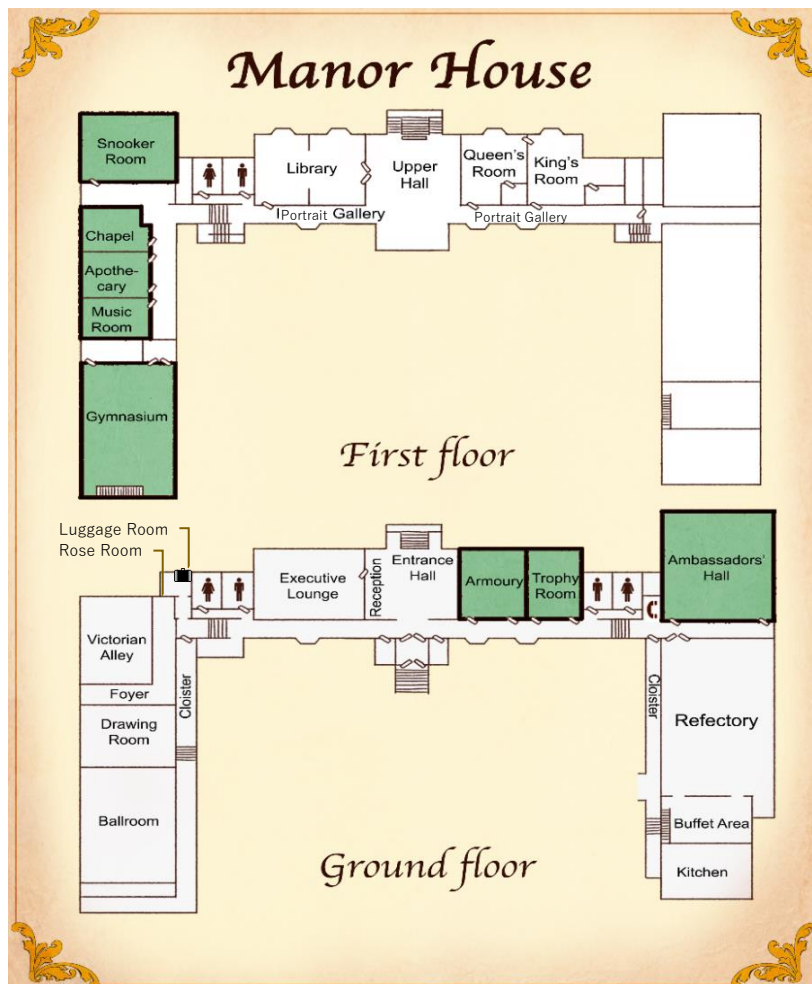 Manor House
Snooker
Room
Library
Upper
Hall
Queen's
Room
King's
Room
Portrait Gallery
Portrait Gallery
Chapel
Apothe-
cary
Music
Room
Gymnasium
First floor
Luggage Room
Rose Room
Executive
Lounge
Reception
Entrance
Hall
Armoury
Trophy
Room
Ambassadors'
Hall
Victorian
Alley
Foyer
Cloister
Drawing
Room
Ballroom
Cloister
Refectory
Buffet Area
Kitchen
Ground floor